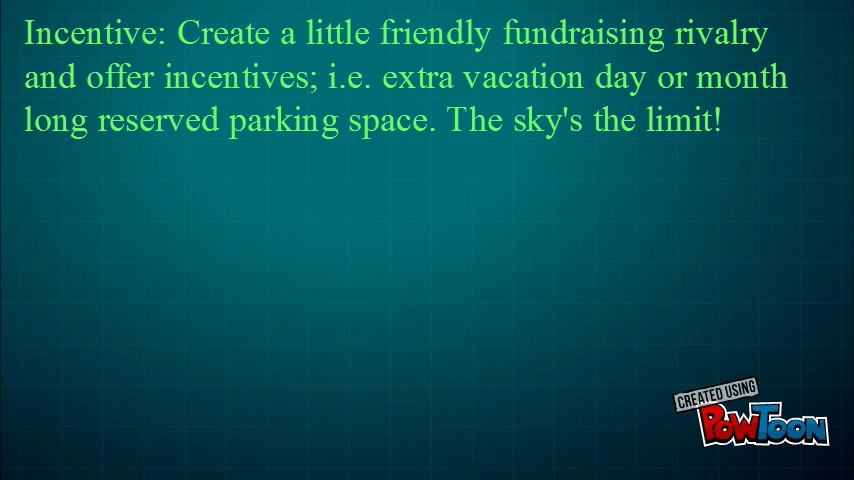 Incentive: Create a little friendly fundraising rivalry
and offer incentives; i.e. extra vacation day or month
long reserved parking space. The sky's the limit!
CREATED USING
POWTOON